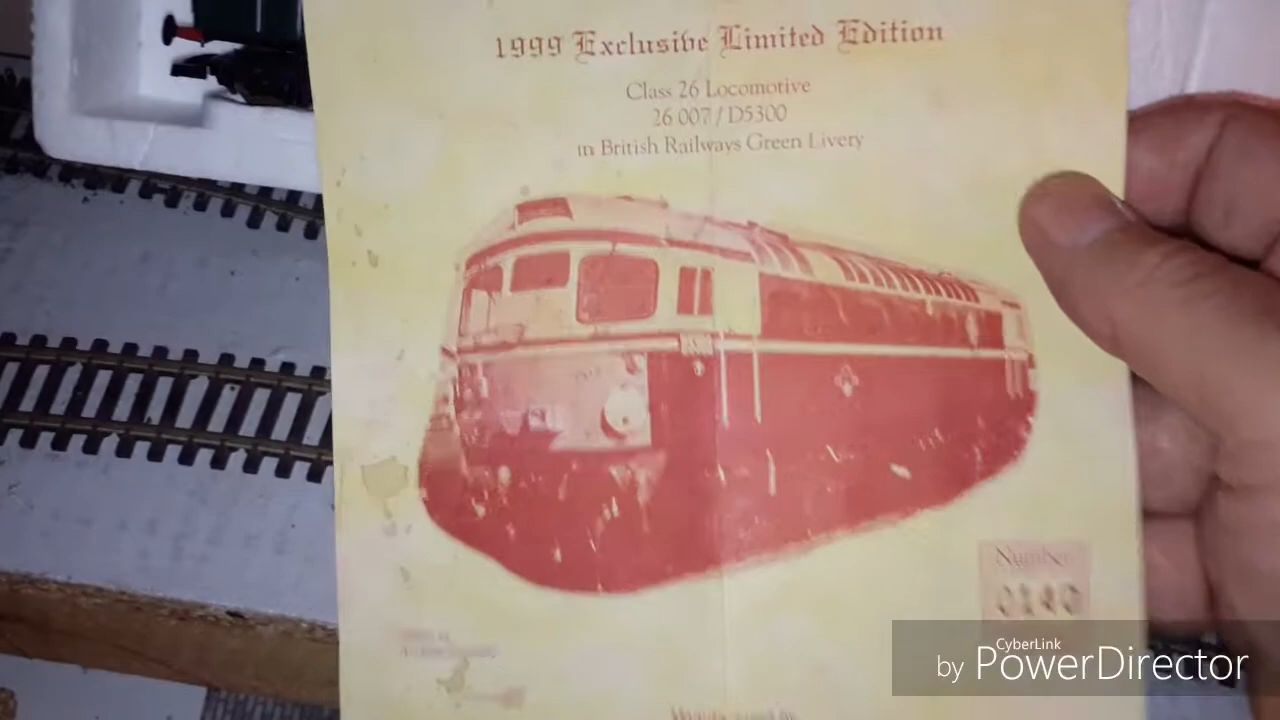 1999 Exclusive Limited Edition
Class 26 Locomotive
26 007 / D5300
in British Railways Green Livery
Number
0140
CyberLink
by PowerDirector